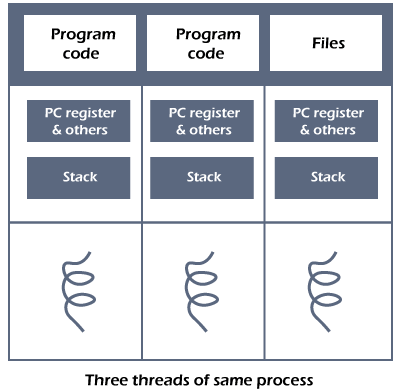 Program
code
Program
code
Files
PC register
& others
PC register
& others
PC register
& others
Stack
Stack
Stack
Three threads of same process